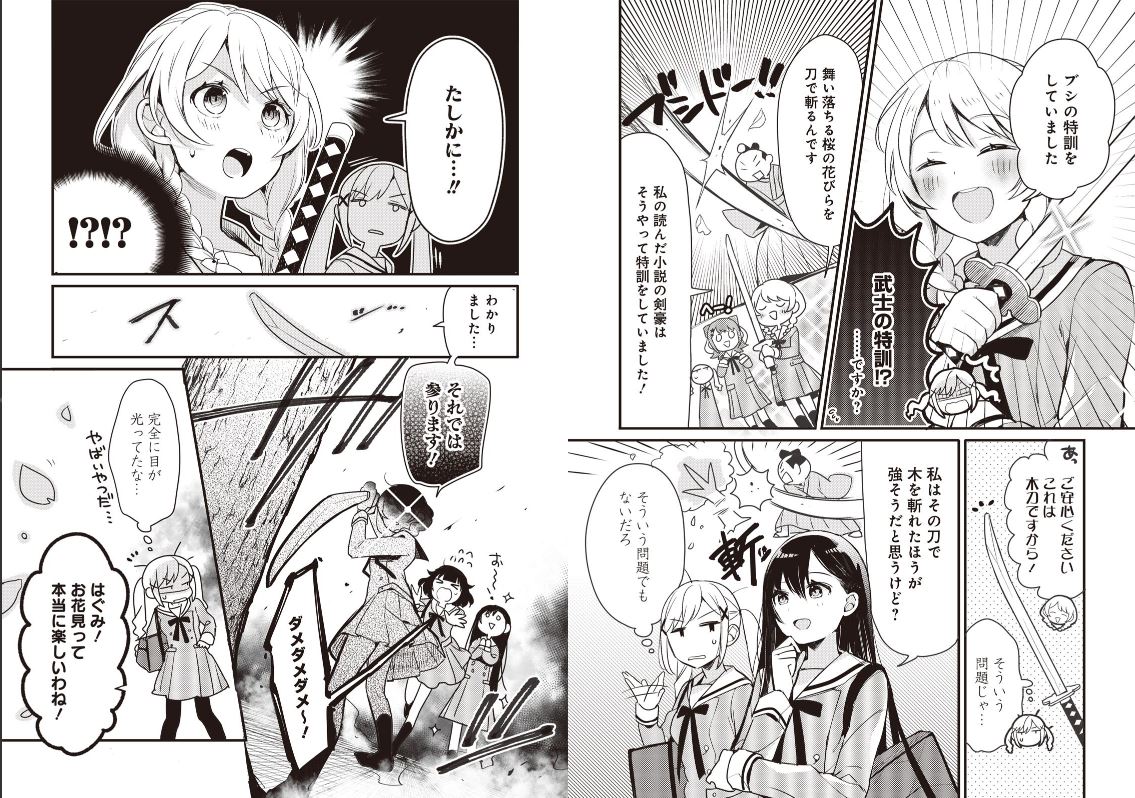 ブシの特訓を
していました
武士の特訓!?
……ですか?
舞い落ちる桜の花びらを
刀で斬るんです
ブシドー!!
私の読んだ小説の剣豪は
そうやって特訓をしていました!
へー!
あっ、
ご安心ください
これは
木刀ですから!
そういう
問題じゃ…
私はその刀で
木を斬れたほうが
強そうだと思うけど?
斬ッ
そういう問題でも
ないだろ
たしかに…!!
!?!?
わかり
ました…
ス
それでは
参ります!
お〜
ダメダメダメ〜!
完全に目が
光ってたな…
やばいやつだ…
はぐみ!
お花見って
本当に楽しいわね!